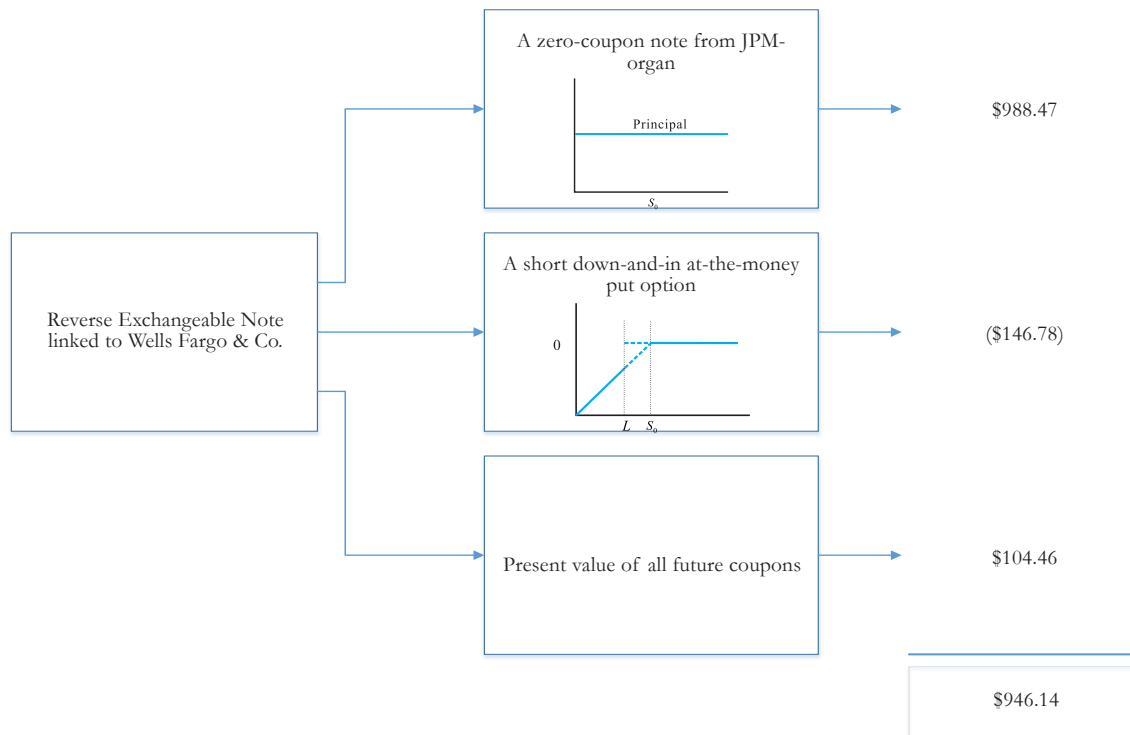 A zero-coupon note from JPM-
organ
Principal
S₀
$988.47
Reverse Exchangeable Note
linked to Wells Fargo & Co.
A short down-and-in at-the-money
put option
0
L S₀
($146.78)
Present value of all future coupons
$104.46
$946.14